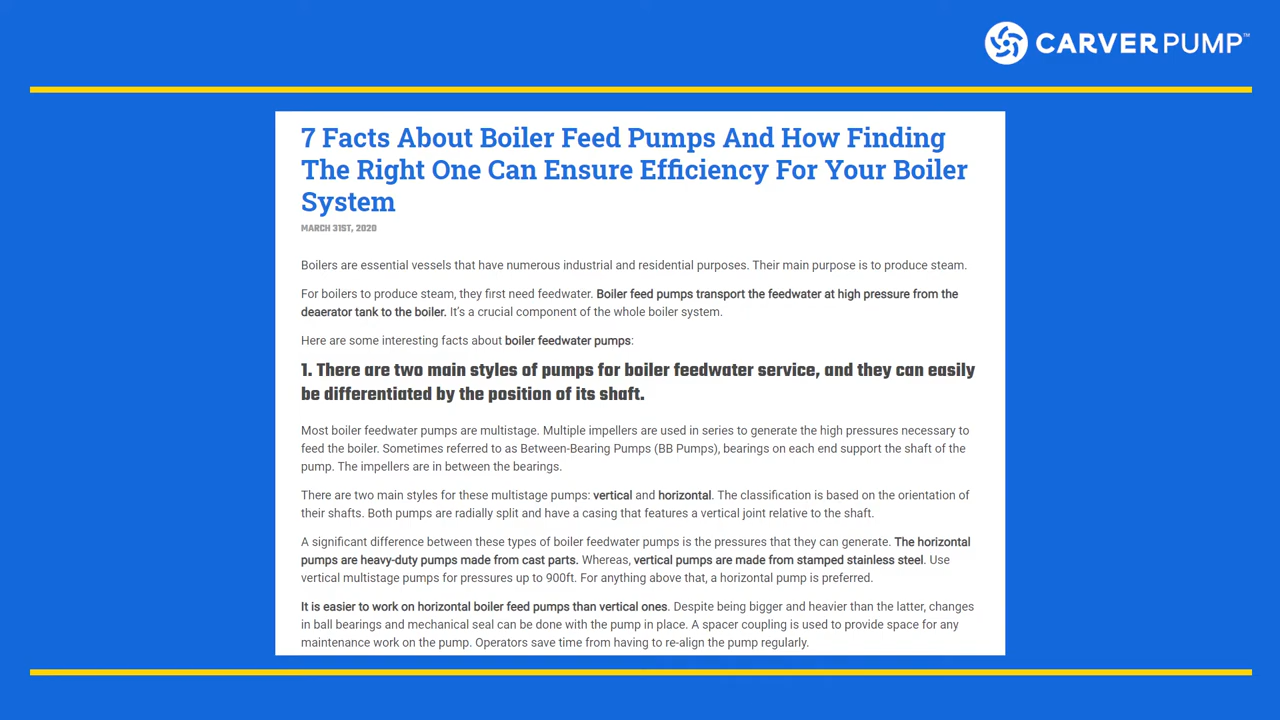 CARVER PUMP™
7 Facts About Boiler Feed Pumps And How Finding
The Right One Can Ensure Efficiency For Your Boiler
System
MARCH 31ST, 2020
Boilers are essential vessels that have numerous industrial and residential purposes. Their main purpose is to produce steam.
For boilers to produce steam, they first need feedwater. Boiler feed pumps transport the feedwater at high pressure from the
deaerator tank to the boiler. It's a crucial component of the whole boiler system.
Here are some interesting facts about boiler feedwater pumps:
1. There are two main styles of pumps for boiler feedwater service, and they can easily
be differentiated by the position of its shaft.
Most boiler feedwater pumps are multistage. Multiple impellers are used in series to generate the high pressures necessary to
feed the boiler. Sometimes referred to as Between-Bearing Pumps (BB Pumps), bearings on each end support the shaft of the
pump. The impellers are in between the bearings.
There are two main styles for these multistage pumps: vertical and horizontal. The classification is based on the orientation of
their shafts. Both pumps are radially split and have a casing that features a vertical joint relative to the shaft.
A significant difference between these types of boiler feedwater pumps is the pressures that they can generate. The horizontal
pumps are heavy-duty pumps made from cast parts. Whereas, vertical pumps are made from stamped stainless steel. Use
vertical multistage pumps for pressures up to 900ft. For anything above that, a horizontal pump is preferred.
It is easier to work on horizontal boiler feed pumps than vertical ones. Despite being bigger and heavier than the latter, changes
in ball bearings and mechanical seal can be done with the pump in place. A spacer coupling is used to provide space for any
maintenance work on the pump. Operators save time from having to re-align the pump regularly.